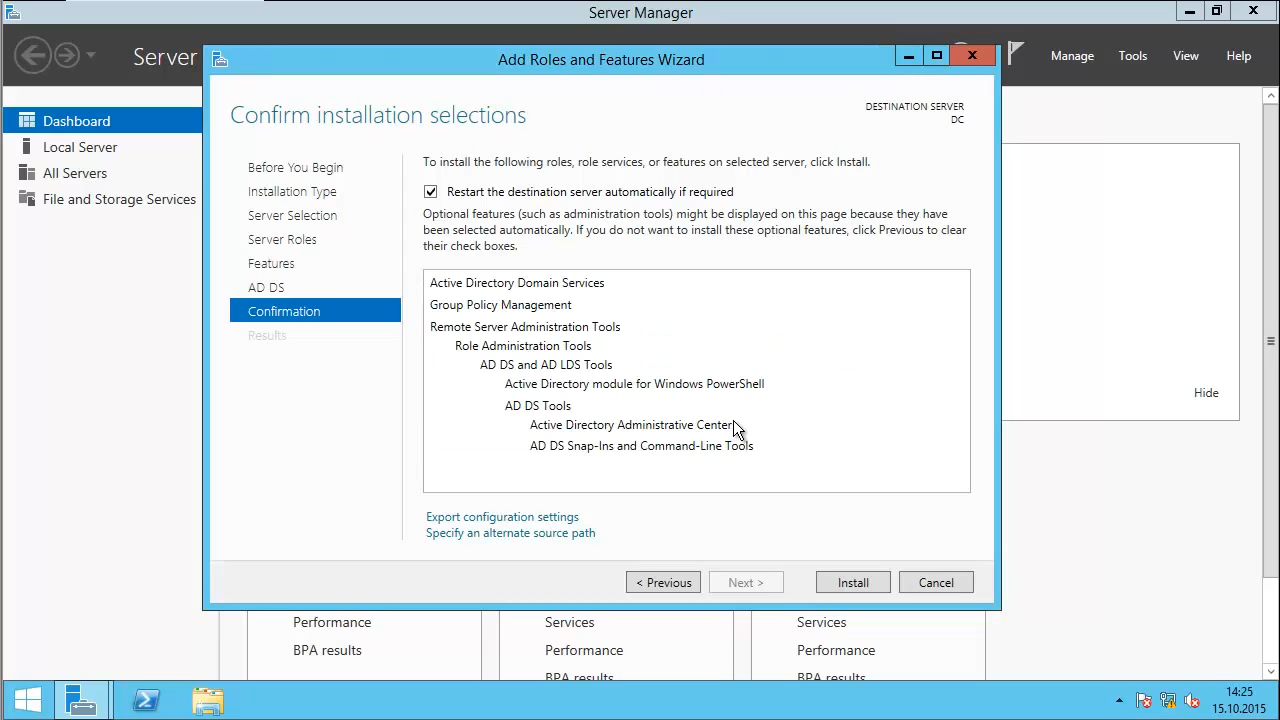 Server Manager
Server
Manage
Tools
View
Help
Dashboard
Local Server
All Servers
File and Storage Services
Add Roles and Features Wizard
Confirm installation selections
DESTINATION SERVER
DC
Before You Begin
Installation Type
Server Selection
Server Roles
Features
AD DS
Confirmation
Results
To install the following roles, role services, or features on selected server, click Install.
Restart the destination server automatically if required
Optional features (such as administration tools) might be displayed on this page because they have
been selected automatically. If you do not want to install these optional features, click Previous to clear
their check boxes.
Active Directory Domain Services
Group Policy Management
Remote Server Administration Tools
Role Administration Tools
AD DS and AD LDS Tools
Active Directory module for Windows PowerShell
AD DS Tools
Active Directory Administrative Center
AD DS Snap-Ins and Command-Line Tools
Export configuration settings
Specify an alternate source path
< Previous
Next >
Install
Cancel
Hide
Performance
BPA results
Services
Performance
BPA results
Services
Performance
BPA results
14:25
15.10.2015